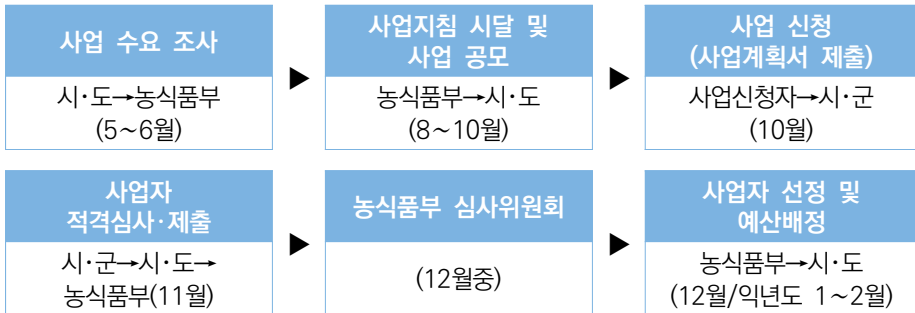 사업 수요 조사
시·도→농식품부
(5~6월)
▶
사업지침 시달 및
사업 공모
농식품부→시·도
(8~10월)
▶
사업 신청
(사업계획서 제출)
사업신청자→시·군
(10월)
사업자
적격심사·제출
시·군→시·도→
농식품부(11월)
▶
농식품부 심사위원회
(12월중)
▶
사업자 선정 및
예산배정
농식품부→시·도
(12월/익년도 1~2월)